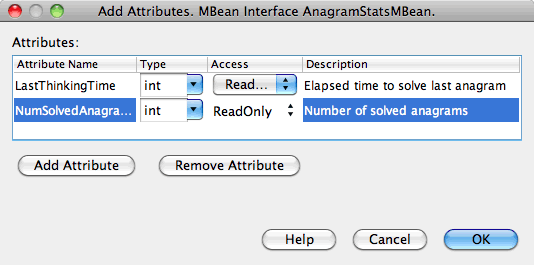 Add Attributes. MBean Interface AnagramStatsMBean.
Attributes:
Attribute Name Type Access Description
LastThinkingTime int Read... Elapsed time to solve last anagram
NumSolvedAnagra... int ReadOnly Number of solved anagrams
Add Attribute Remove Attribute
Help Cancel OK